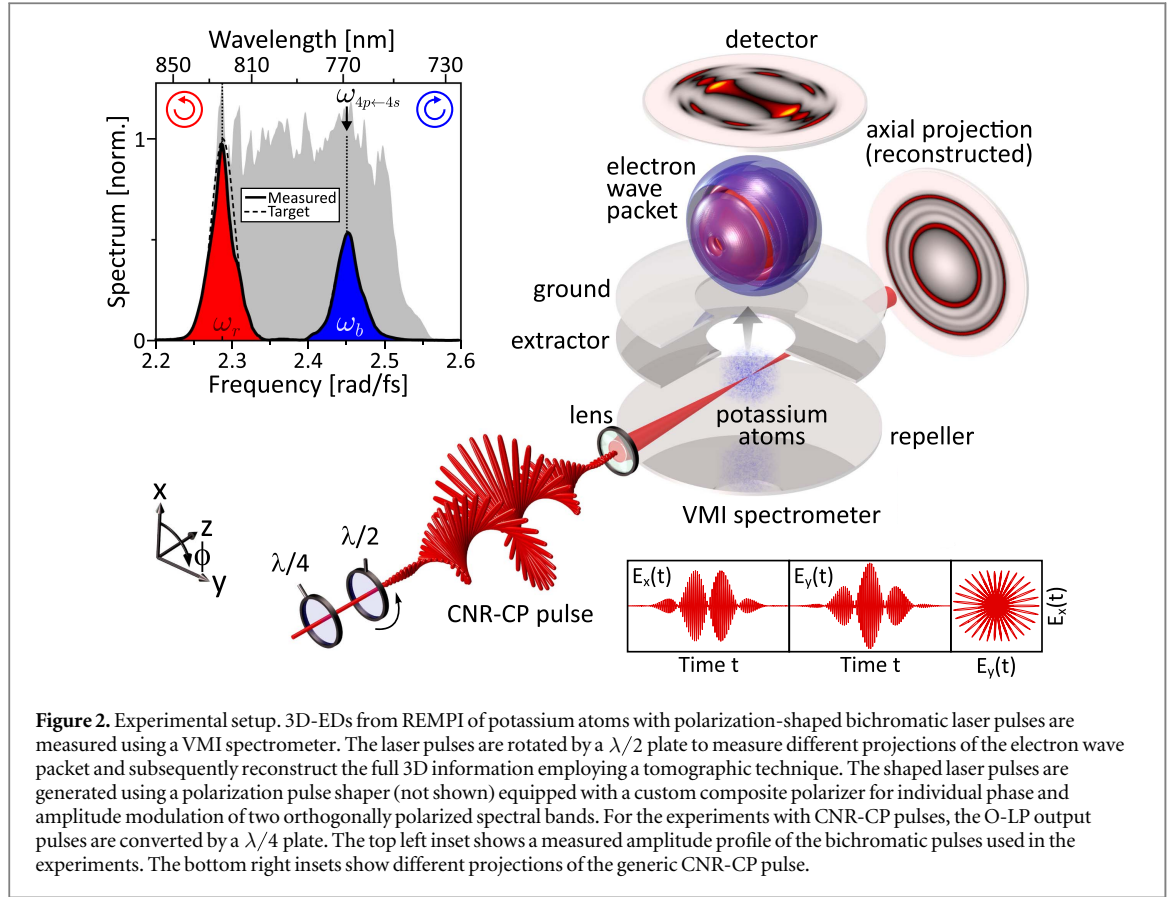 Wavelength [nm]
850 810 770 730
ω4p←4s
1
0
Spectrum [norm.]
Measured
Target
ωr
ωb
2.2 2.3 2.4 2.5 2.6
Frequency [rad/fs]
detector
axial projection
(reconstructed)
electron
wave
packet
ground
extractor
lens
potassium
atoms
repeller
VMI spectrometer
x
z
ϕ
y
λ/4
λ/2
CNR-CP pulse
Ex(t)
Time t
Ey(t)
Time t
Ex(t)
Ey(t)
Figure 2. Experimental setup. 3D-EDs from REMPI of potassium atoms with polarization-shaped bichromatic laser pulses are
measured using a VMI spectrometer. The laser pulses are rotated by a λ/2 plate to measure different projections of the electron wave
packet and subsequently reconstruct the full 3D information employing a tomographic technique. The shaped laser pulses are
generated using a polarization pulse shaper (not shown) equipped with a custom composite polarizer for individual phase and
amplitude modulation of two orthogonally polarized spectral bands. For the experiments with CNR-CP pulses, the O-LP output
pulses are converted by a λ/4 plate. The top left inset shows a measured amplitude profile of the bichromatic pulses used in the
experiments. The bottom right insets show different projections of the generic CNR-CP pulse.